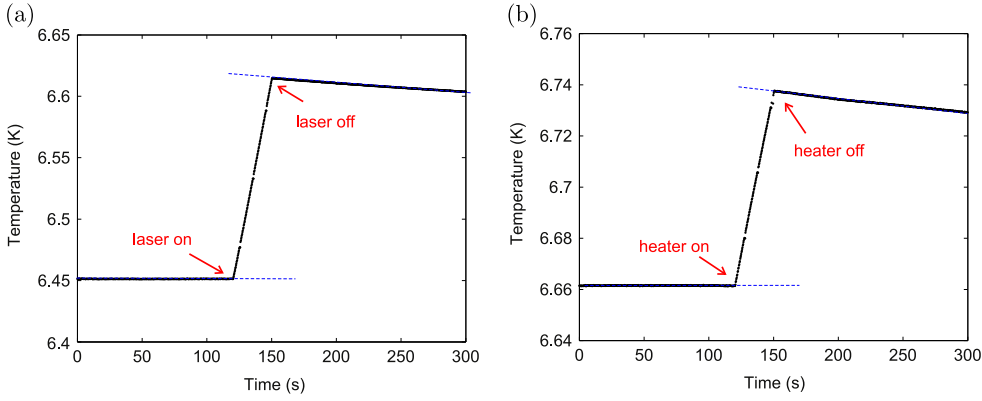 (a)
6.65
6.6
6.55
6.5
6.45
6.4
Temperature (K)
laser off
laser on
0
50
100
150
200
250
300
Time (s)
(b)
6.76
6.74
6.72
6.7
6.68
6.66
6.64
Temperature (K)
heater off
heater on
0
50
100
150
200
250
300
Time (s)